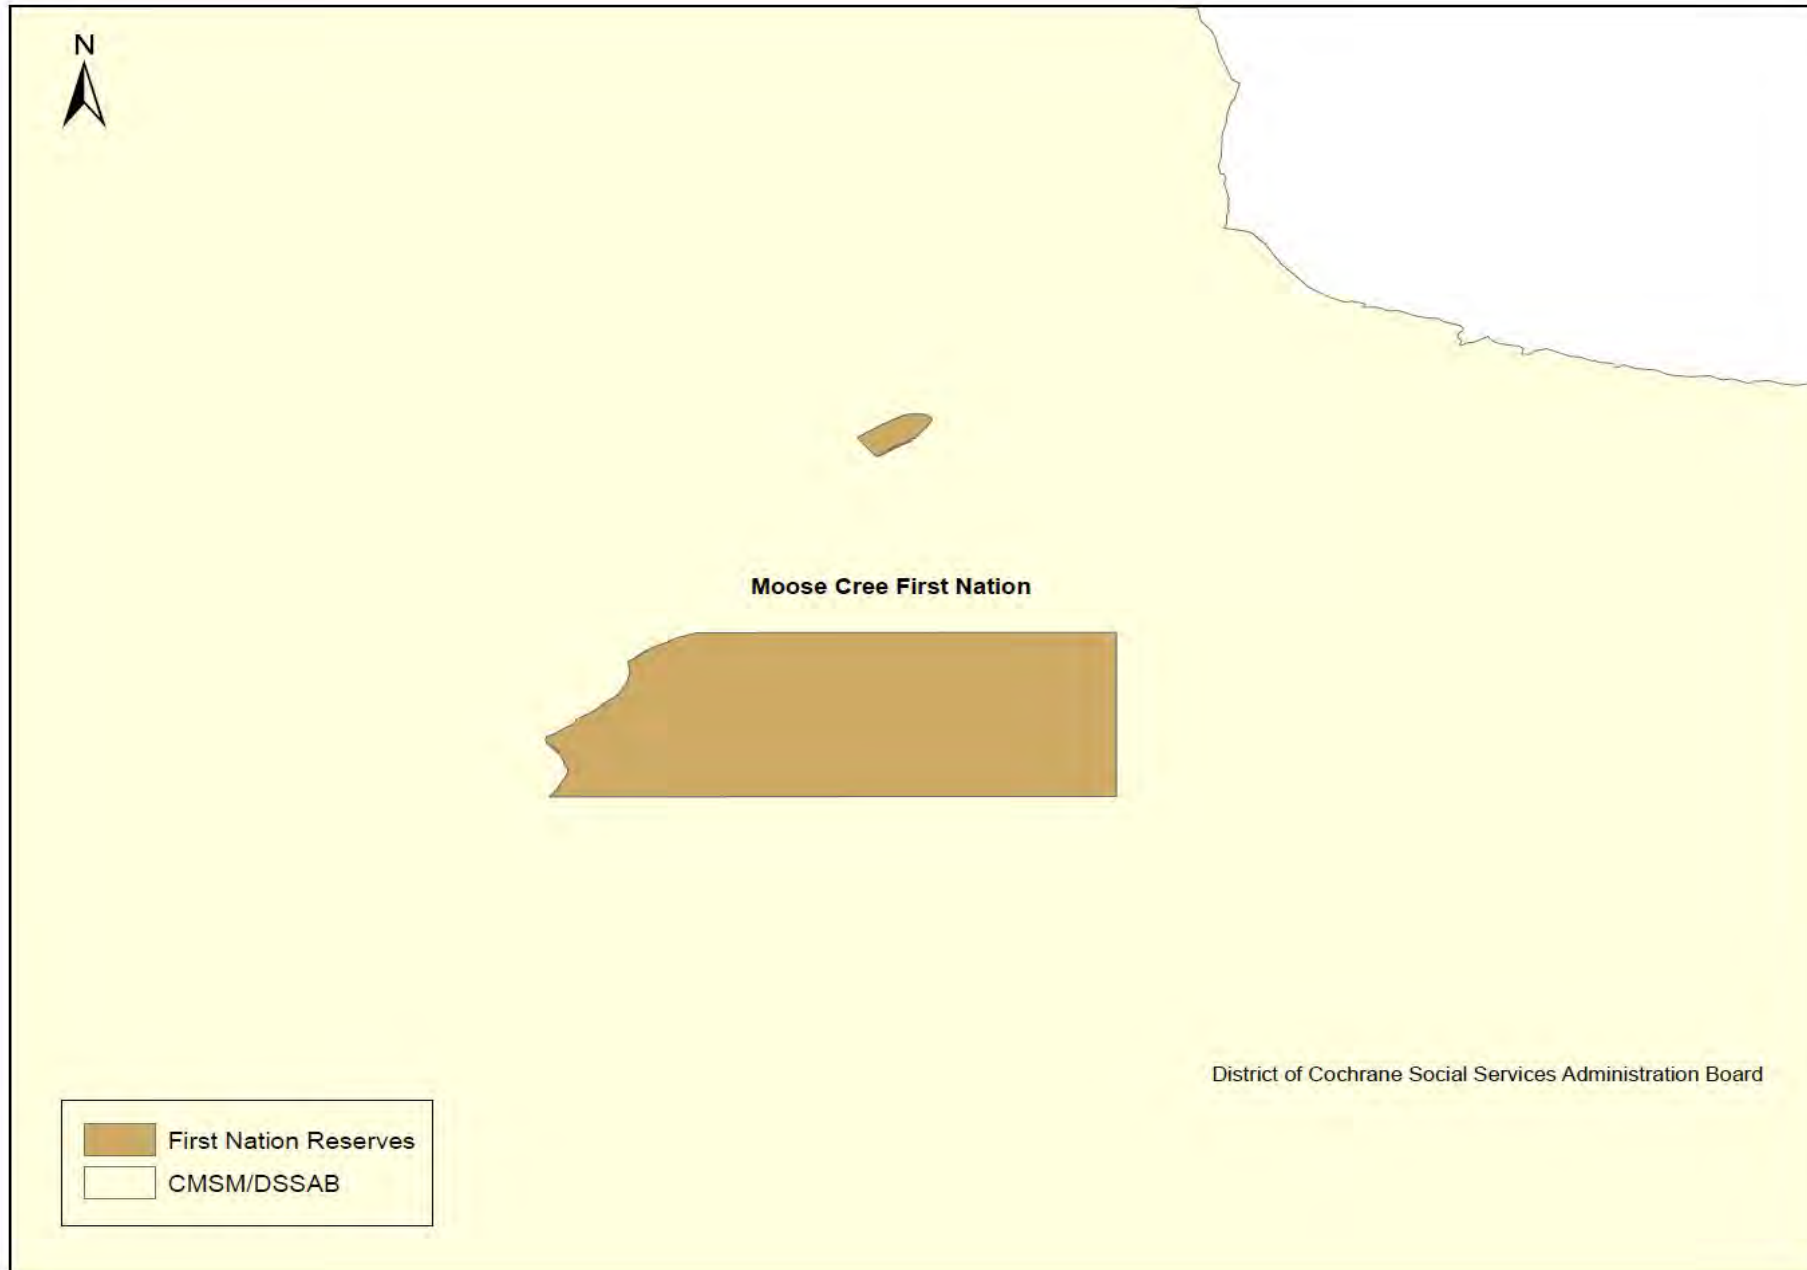 N
Moose Cree First Nation
District of Cochrane Social Services Administration Board
First Nation Reserves
CMSM/DSSAB